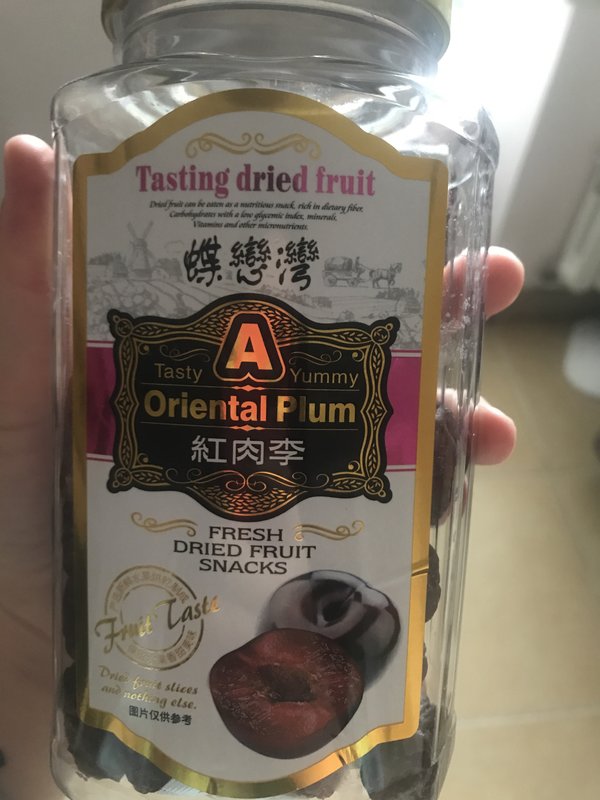 Tasting dried fruit
Dried fruit can be eaten as a nutritious snack, rich in dietary fiber,
Carbohydrates with a low glycemic index, minerals,
Vitamins and other micronutrients.
蝶戀灣
A
Tasty Yummy
Oriental Plum
紅肉李
FRESH
DRIED FRUIT
SNACKS
Fruit Taste
Dried fruit slices
and nothing else.
图片仅供参考